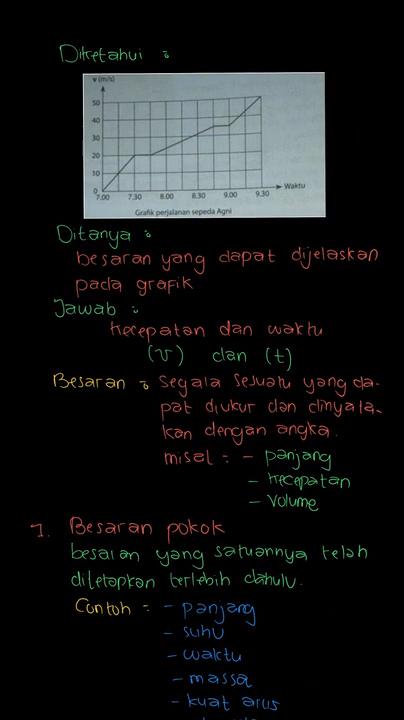 Diketahui :
v (m/s)
50
40
30
20
10
0
7.00 7.30 8.00 8.30 9.00 9.30 Waktu
Grafik perjalanan sepeda Agni
Ditanya :
besaran yang dapat dijelaskan
pada grafik
Jawab :
Kecepatan dan waktu
(v) dan (t)
Besaran : segala sesuatu yang da-
pat diukur dan dinyata-
kan dengan angka.
misal : - panjang
- Kecepatan
- Volume
1. Besaran pokok
besaran yang satuannya telah
ditetapkan terlebih dahulu.
Contoh : - panjang
- suhu
- waktu
- massa
- kuat arus